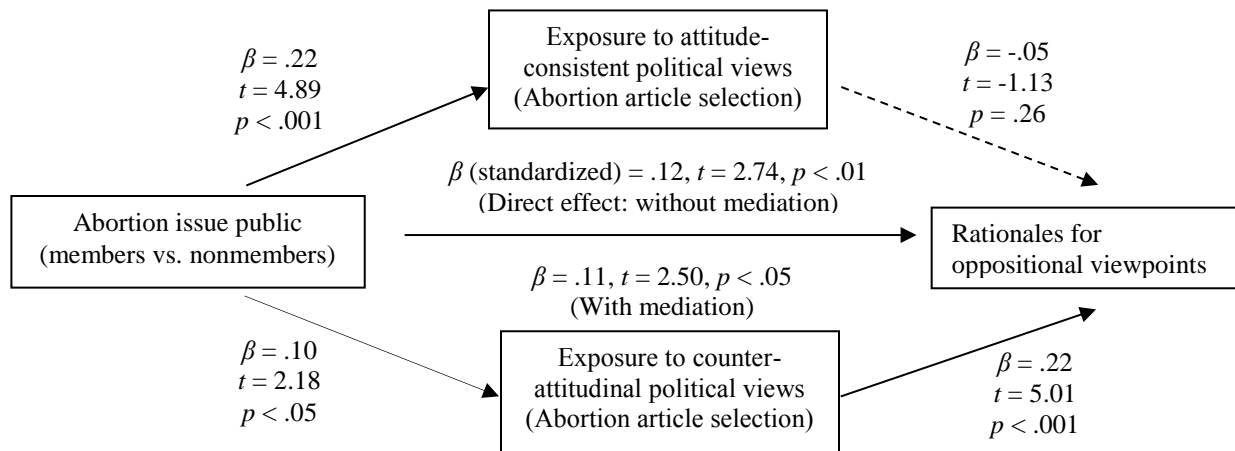 β = .22
t = 4.89
p < .001
Exposure to attitude-
consistent political views
(Abortion article selection)
β = -.05
t = -1.13
p = .26
β (standardized) = .12, t = 2.74, p < .01
(Direct effect: without mediation)
Abortion issue public
(members vs. nonmembers)
Rationales for
oppositional viewpoints
β = .11, t = 2.50, p < .05
(With mediation)
β = .10
t = 2.18
p < .05
Exposure to counter-
attitudinal political views
(Abortion article selection)
β = .22
t = 5.01
p < .001